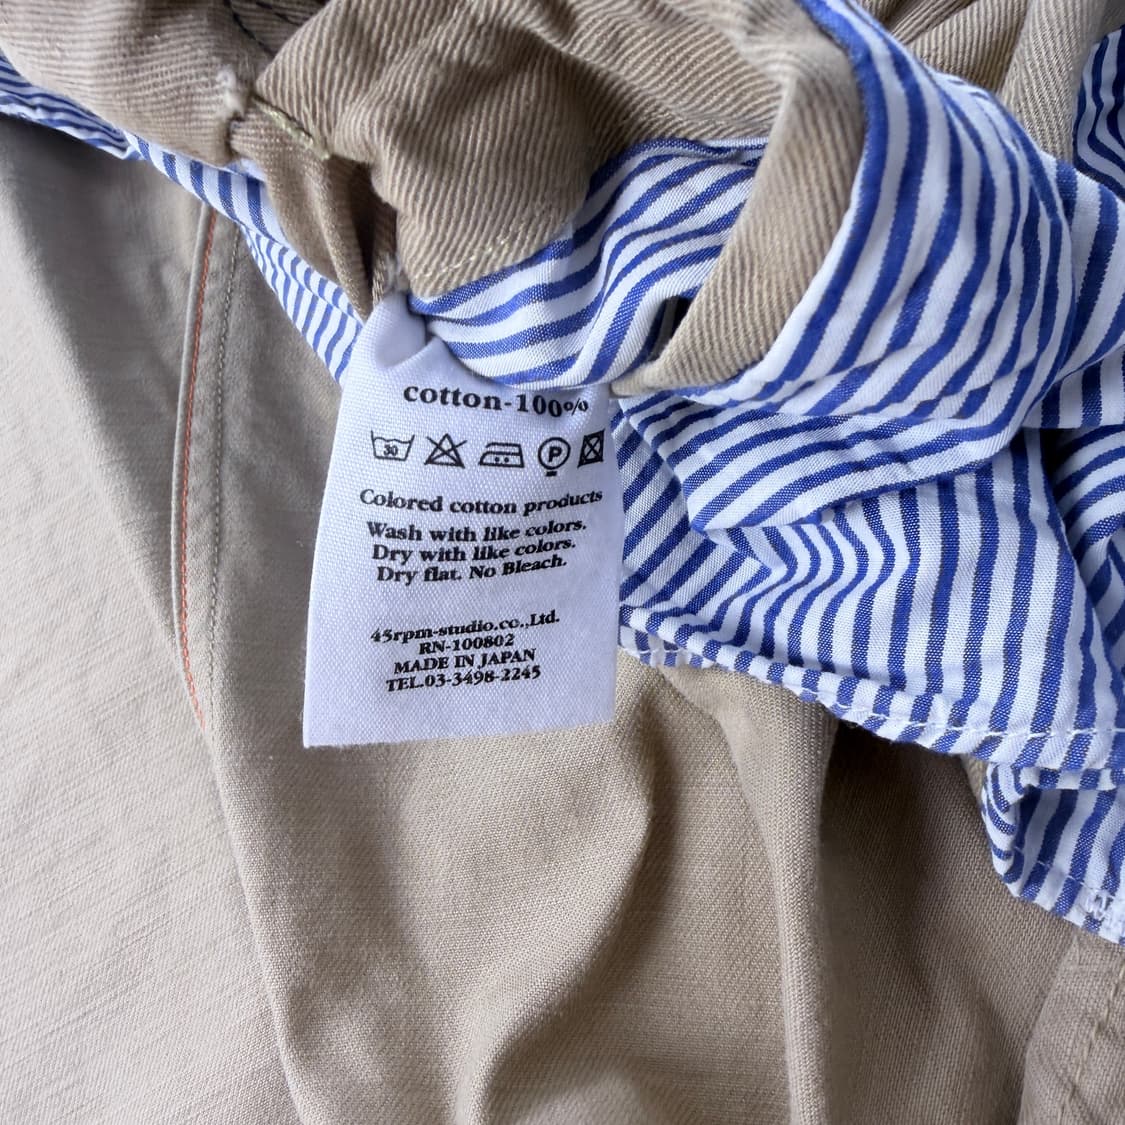 cotton-100%
30 P
Colored cotton products
Wash with like colors.
Dry with like colors.
Dry flat. No Bleach.
45rpm-studio.co.,Ltd.
RN-100802
MADE IN JAPAN
TEL.03-3498-2245